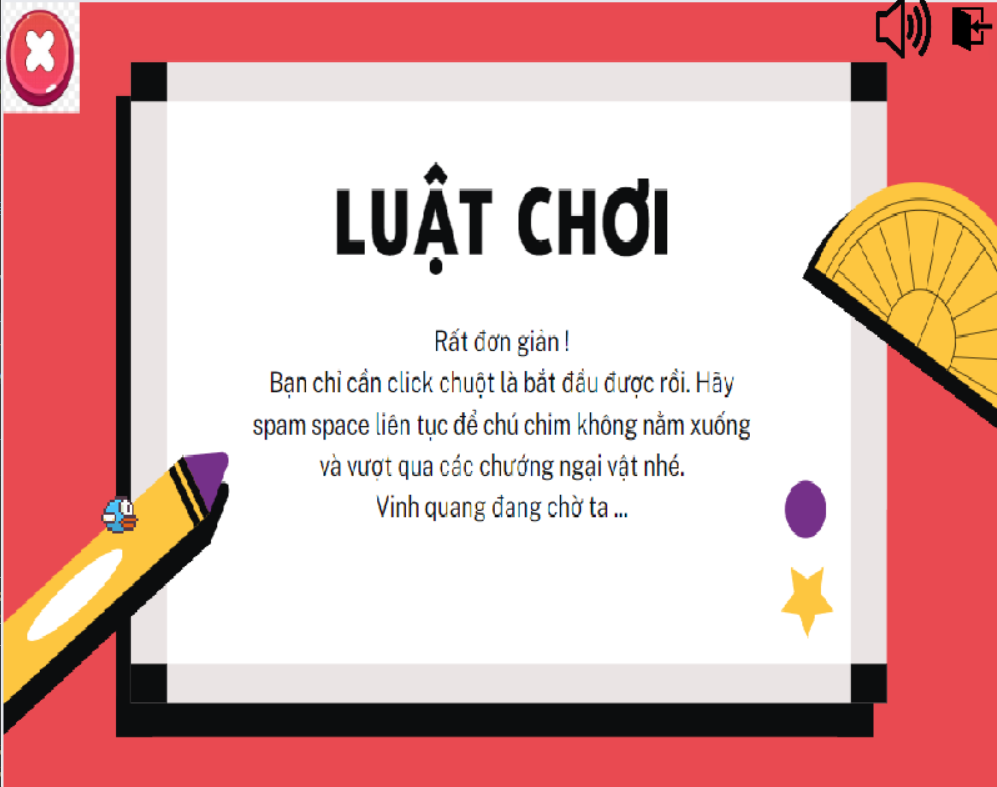 LUẬT CHƠI
Rất đơn giản !
Bạn chỉ cần click chuột là bắt đầu được rồi. Hãy
spam space liên tục để chú chim không nằm xuống
và vượt qua các chướng ngại vật nhé.
Vinh quang đang chờ ta ...